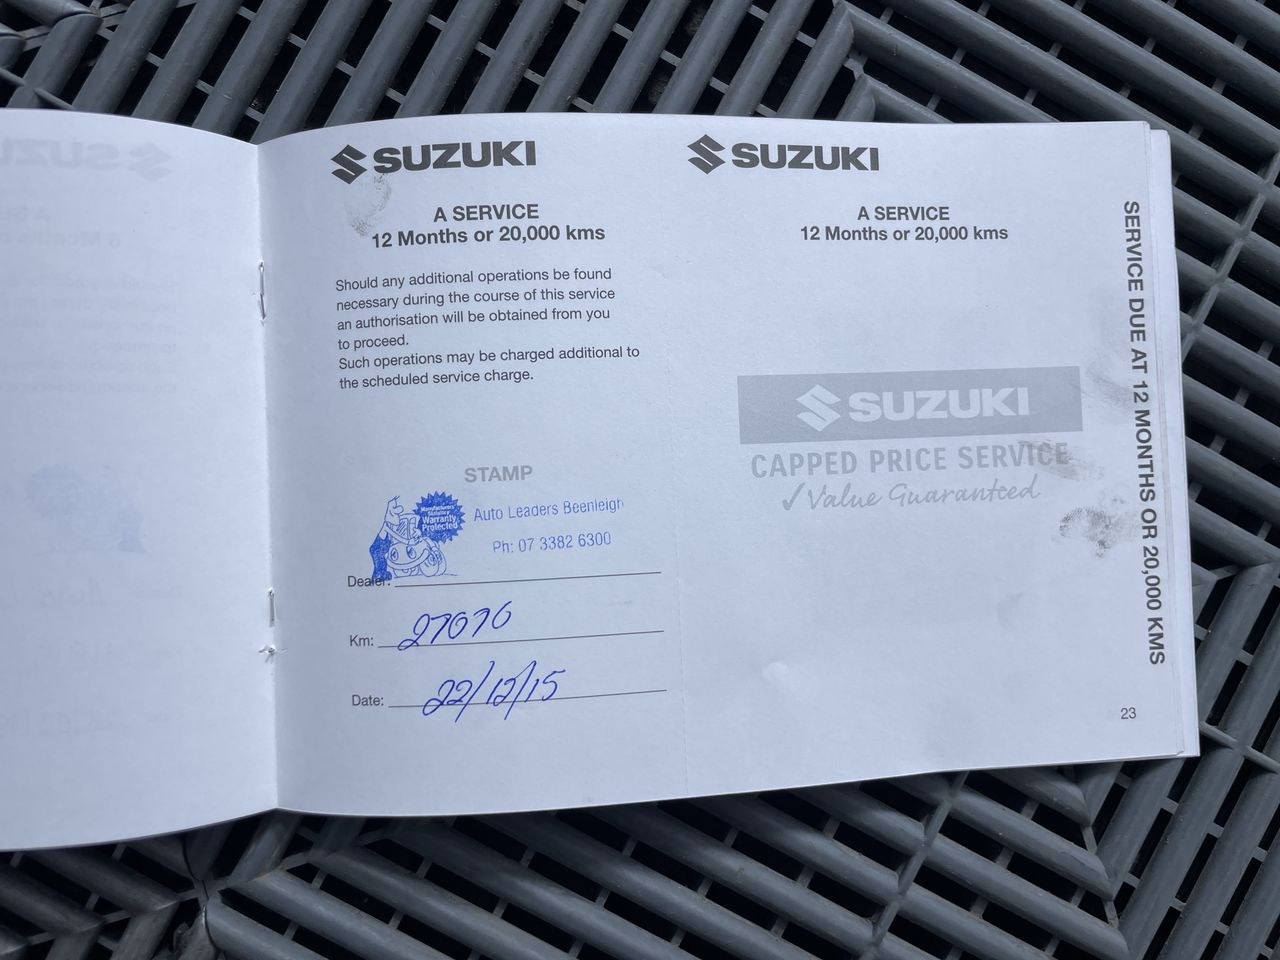 SUZUKI
A SERVICE
12 Months or 20,000 kms
Should any additional operations be found
necessary during the course of this service
an authorisation will be obtained from you
to proceed.
Such operations may be charged additional to
the scheduled service charge.
STAMP
Manufacturers
Statutory
Warranty
Protected
Auto Leaders Beenleigh
Ph: 07 3382 6300
Dealer:
Km: 27070
Date: 22/12/15
SUZUKI
A SERVICE
12 Months or 20,000 kms
SUZUKI
CAPPED PRICE SERVICE
✓Value Guaranteed
SERVICE DUE AT 12 MONTHS OR 20,000 KMS
23